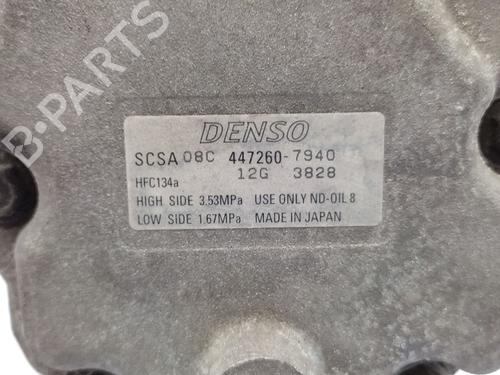 B-PARTS
DENSO
SCSA 08C 447260-7940
12G 3828
HFC134a
HIGH SIDE 3.53MPa USE ONLY ND-OIL 8
LOW SIDE 1.67MPa MADE IN JAPAN
B-PARTS